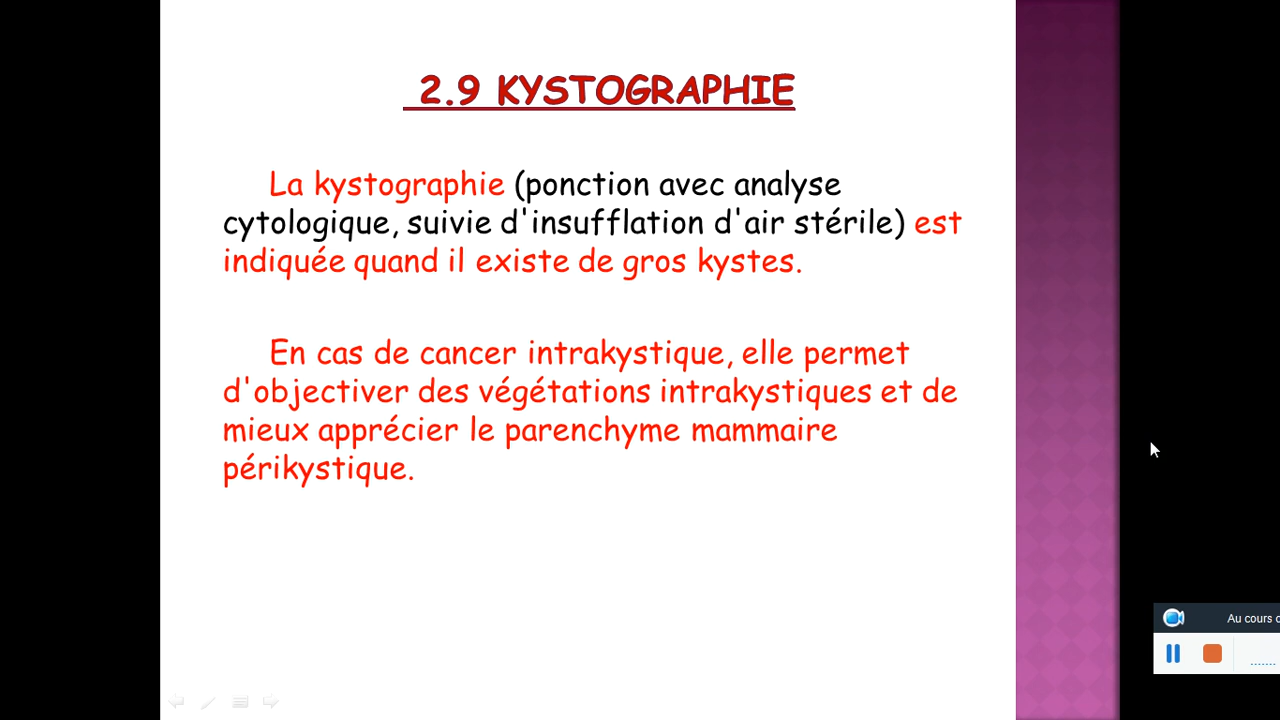 2.9 KYSTOGRAPHIE
La kystographie (ponction avec analyse
cytologique, suivie d'insufflation d'air stérile) est
indiquée quand il existe de gros kystes.
En cas de cancer intrakystique, elle permet
d'objectiver des végétations intrakystiques et de
mieux apprécier le parenchyme mammaire
périkystique.
Au cours